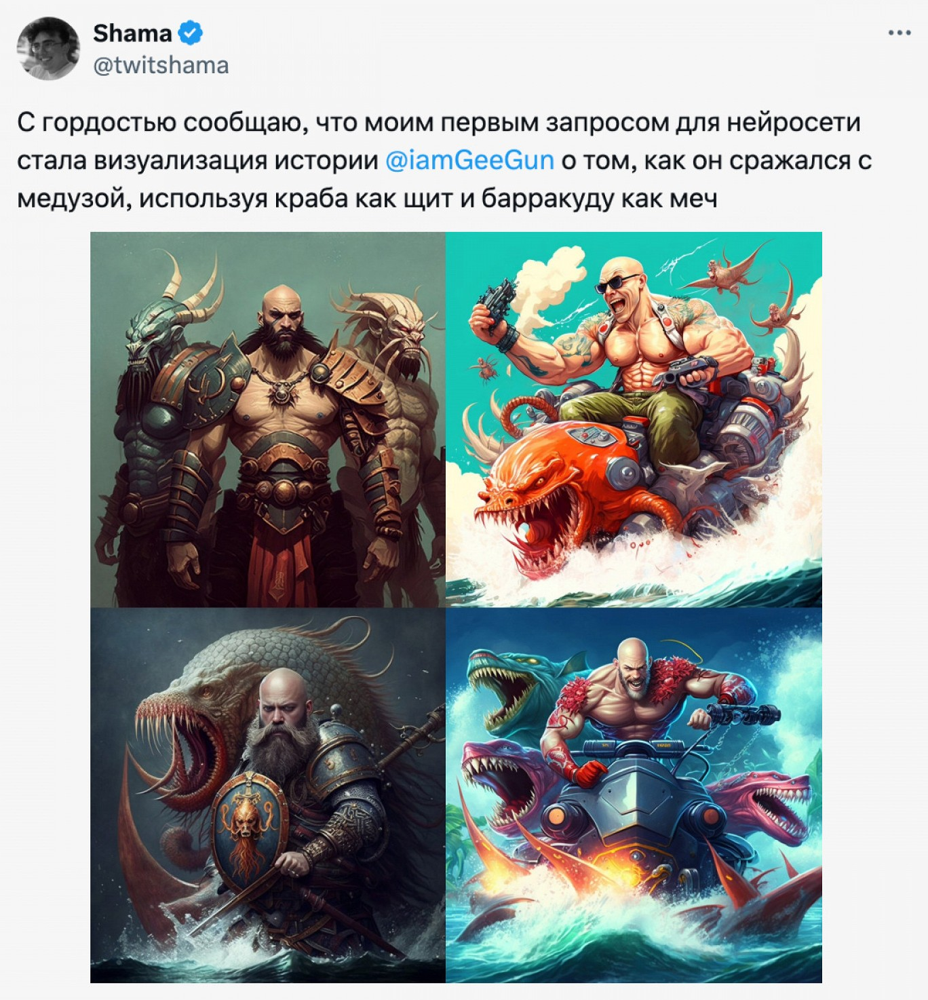 Shama
@twitshama
С гордостью сообщаю, что моим первым запросом для нейросети
стала визуализация истории @iamGeeGun о том, как он сражался с
медузой, используя краба как щит и барракуду как меч